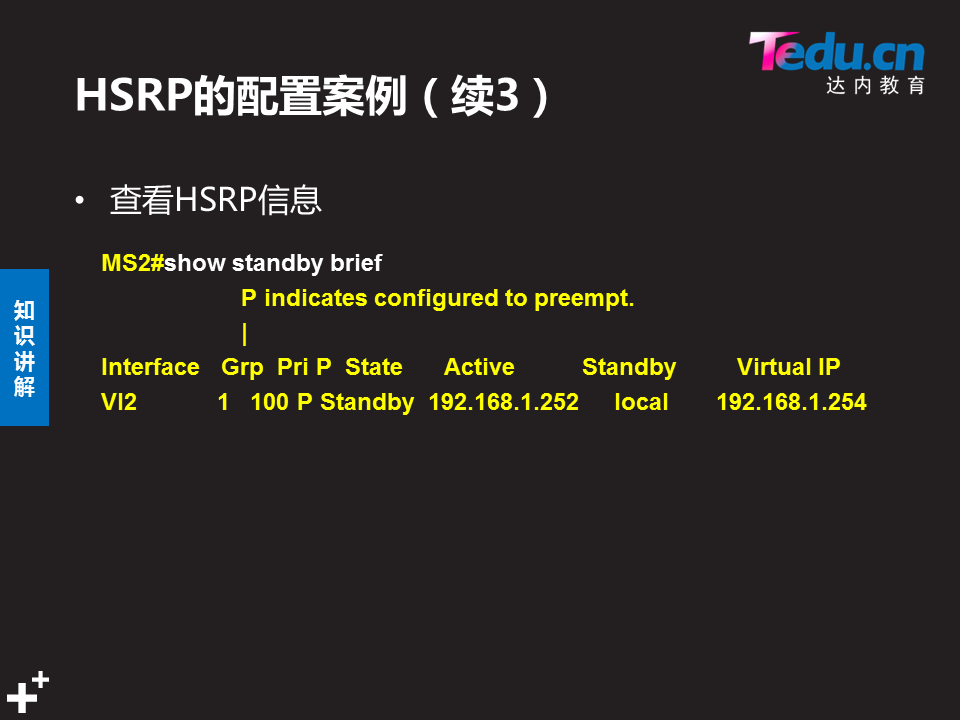 Tedu.cn
达内教育
HSRP的配置案例（续3）
• 查看HSRP信息
MS2#show standby brief
P indicates configured to preempt.
|
Interface Grp Pri P State Active Standby Virtual IP
Vl2 1 100 P Standby 192.168.1.252 local 192.168.1.254
知识讲解